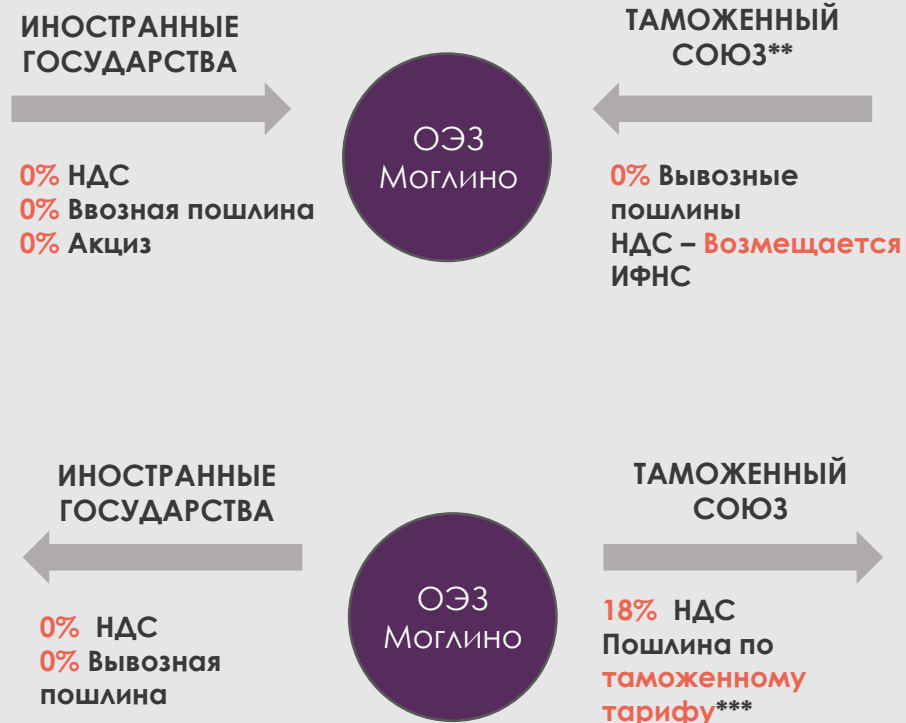 ИНОСТРАННЫЕ
ГОСУДАРСТВА
0% НДС
0% Ввозная пошлина
0% Акциз
ОЭЗ
Моглино
ТАМОЖЕННЫЙ
СОЮЗ**
0% Вывозные
пошлины
НДС – Возмещается
ИФНС
ИНОСТРАННЫЕ
ГОСУДАРСТВА
0% НДС
0% Вывозная
пошлина
ОЭЗ
Моглино
ТАМОЖЕННЫЙ
СОЮЗ
18% НДС
Пошлина по
таможенному
тарифу***